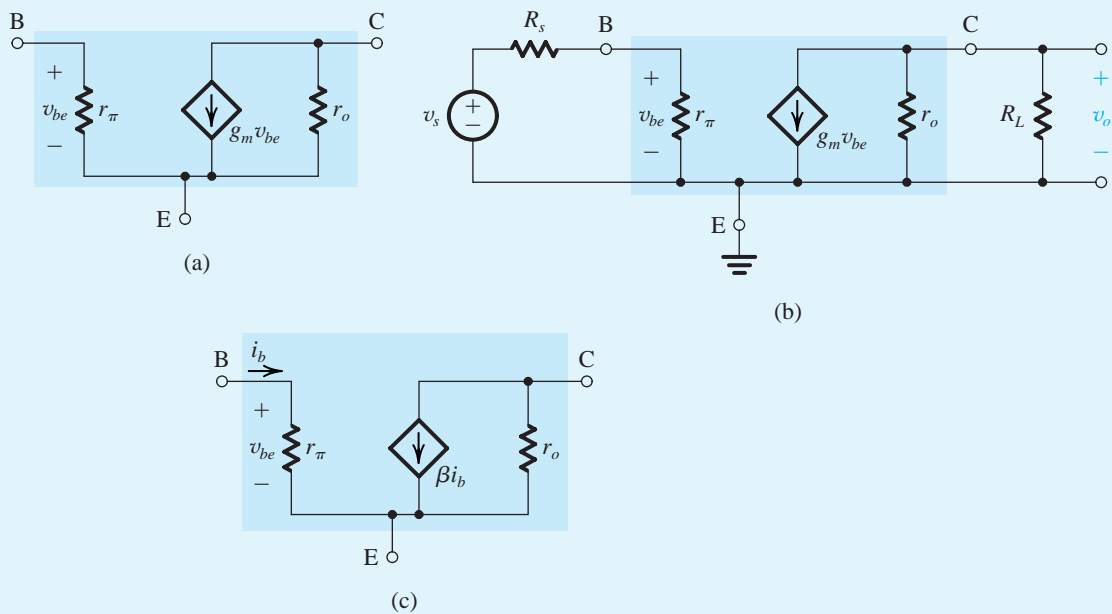 B
C
+
v_be
−
r_π
g_m v_be
r_o
E
(a)
R_s
B
C
v_s
+
−
+
v_be
−
r_π
g_m v_be
r_o
R_L
+
v_o
−
E
(b)
B
i_b
C
+
v_be
−
r_π
βi_b
r_o
E
(c)